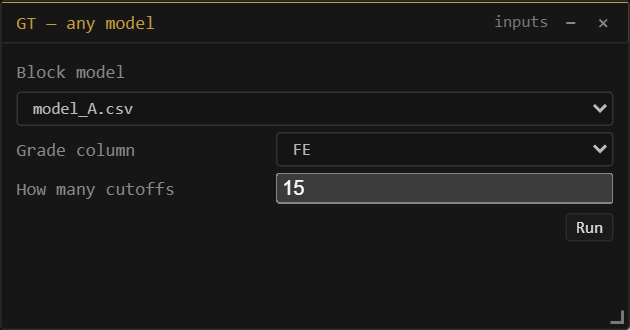 GT — any model inputs − ×
Block model
model_A.csv
Grade column FE
How many cutoffs 15
Run